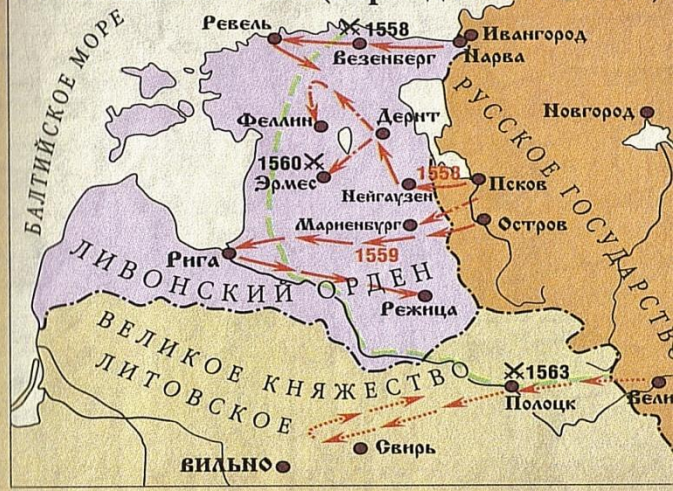 Ревель
1558
Ивангород
Везенберг
Нарва
БАЛТИЙСКОЕ МОРЕ
РУССКОЕ ГОСУДАРСТВО
Феллин
Дерпт
Новгород
1560
Эрмес
1558
Нейгаузен
Псков
Мариенбург
Остров
Рига
1559
ЛИВОНСКИЙ ОРДЕН
Режица
ВЕЛИКОЕ КНЯЖЕСТВО
ЛИТОВСКОЕ
1563
Полоцк
Вели
Свирь
ВИЛЬНО